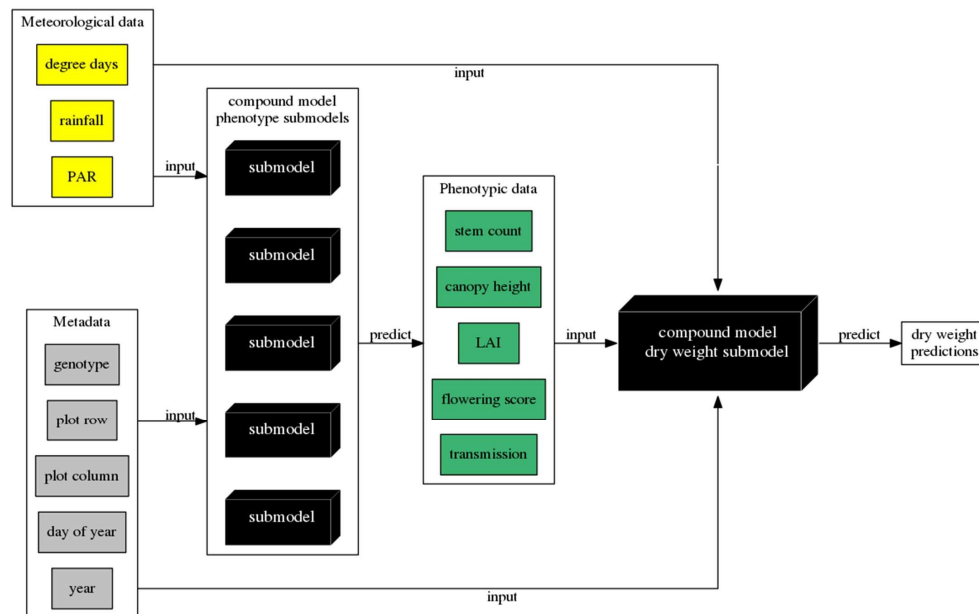 Meteorological data
degree days
rainfall
PAR
input
input
compound model
phenotype submodels
submodel
submodel
submodel
submodel
submodel
Metadata
genotype
plot row
plot column
day of year
year
input
input
predict
Phenotypic data
stem count
canopy height
LAI
flowering score
transmission
input
compound model
dry weight submodel
predict
dry weight
predictions